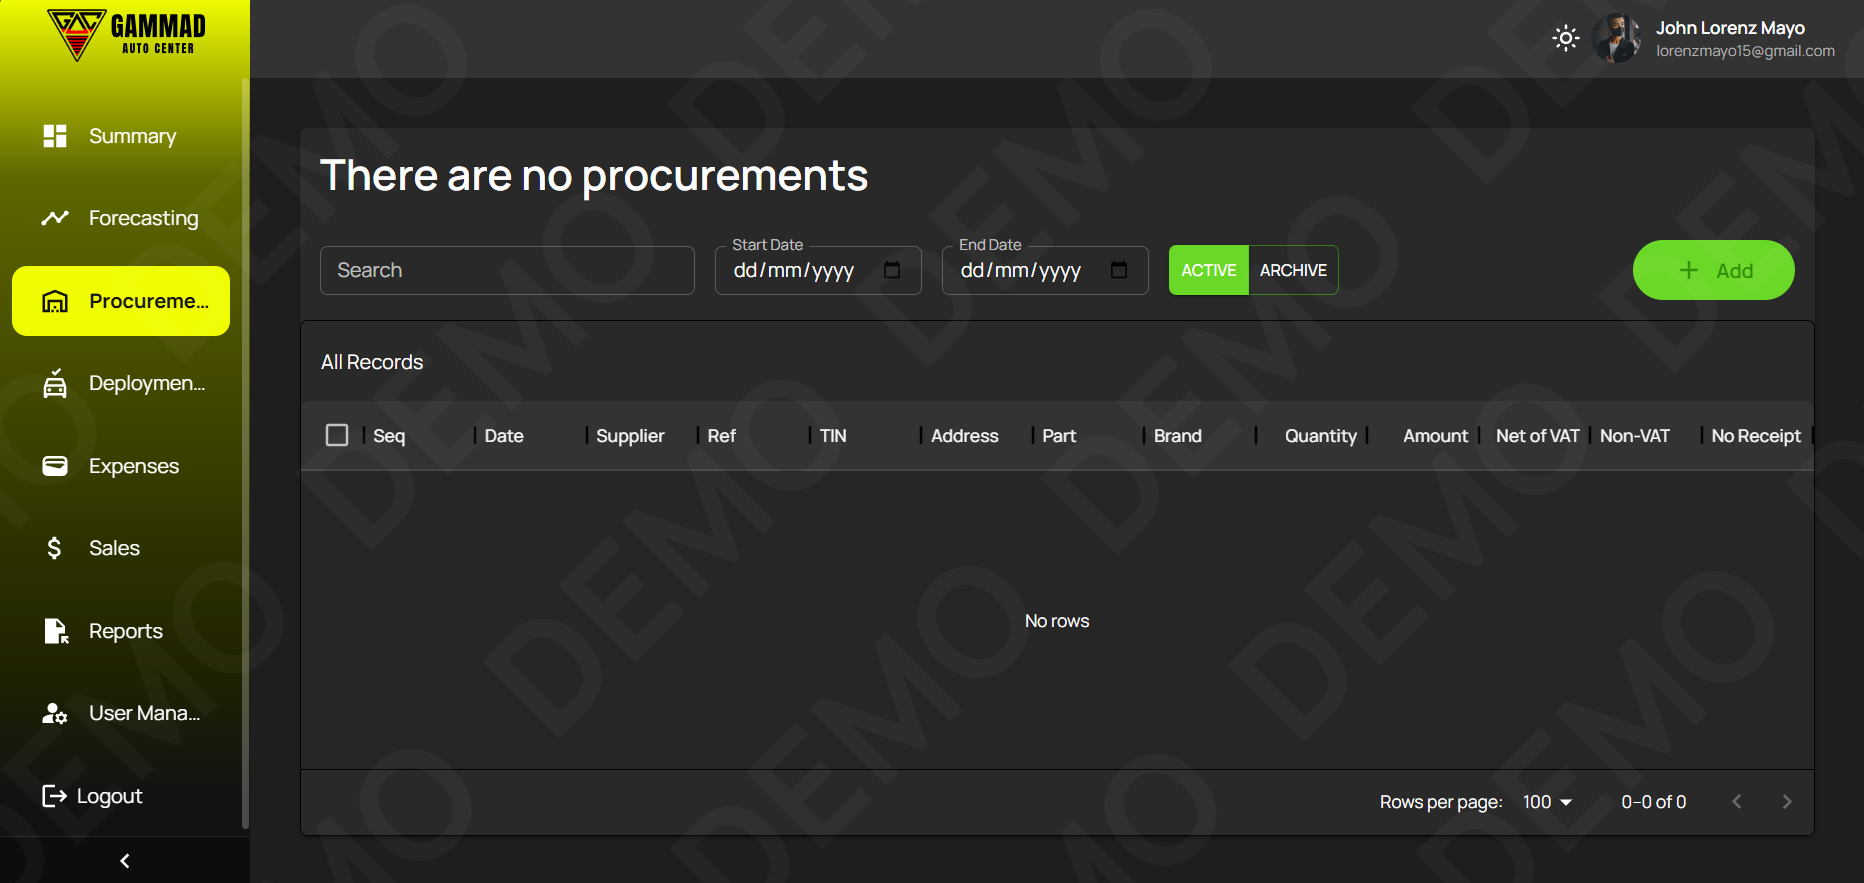 GAMMAD
AUTO CENTER
John Lorenz Mayo
lorenzmayo15@gmail.com
Summary
Forecasting
Procureme...
Deploymen...
Expenses
Sales
Reports
User Mana...
Logout
There are no procurements
Search
Start Date
dd/mm/yyyy
End Date
dd/mm/yyyy
ACTIVE
ARCHIVE
+ Add
All Records
Seq Date Supplier Ref TIN Address Part Brand Quantity Amount Net of VAT Non-VAT No Receipt
No rows
Rows per page: 100 0–0 of 0
DEMO
DEMO
DEMO
DEMO
DEMO
DEMO
DEMO
DEMO
DEMO
DEMO
DEMO
DEMO
DEMO